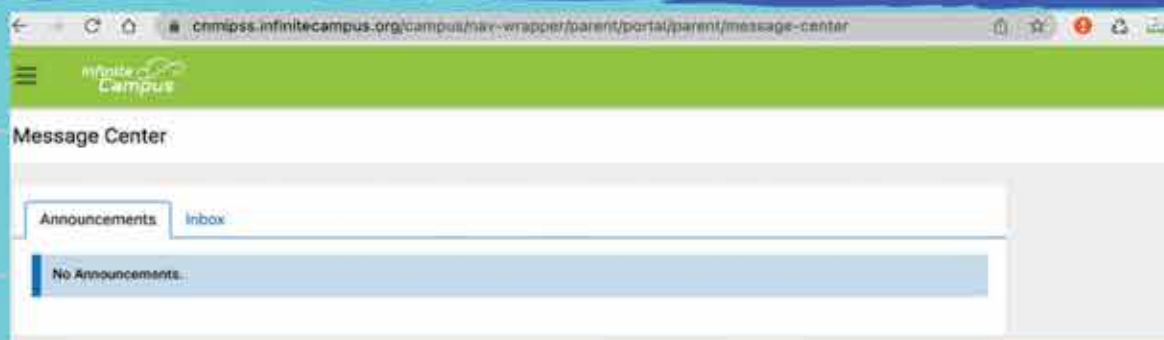 cnmipss.infinitecampus.org/campus/nav-wrapper/parent/portal/parent/message-center
Infinite
Campus
Message Center
Announcements Inbox
No Announcements.